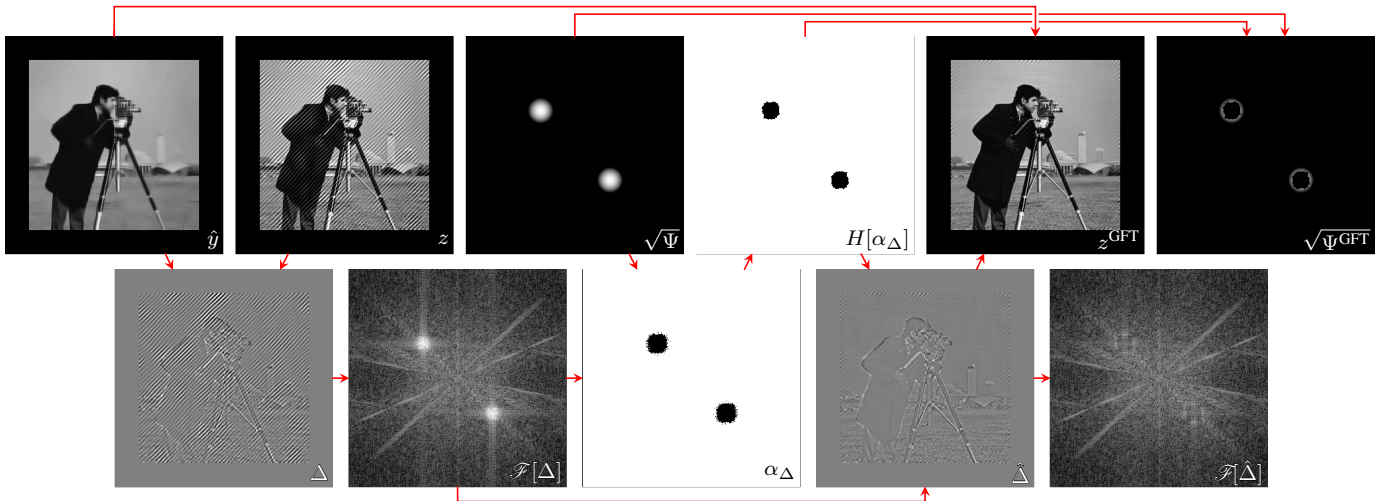 ŷ
z
√Ψ
H[α_Δ]
z^GFT
√Ψ^GFT
Δ
ℱ[Δ]
α_Δ
Δ̂
ℱ[Δ̂]